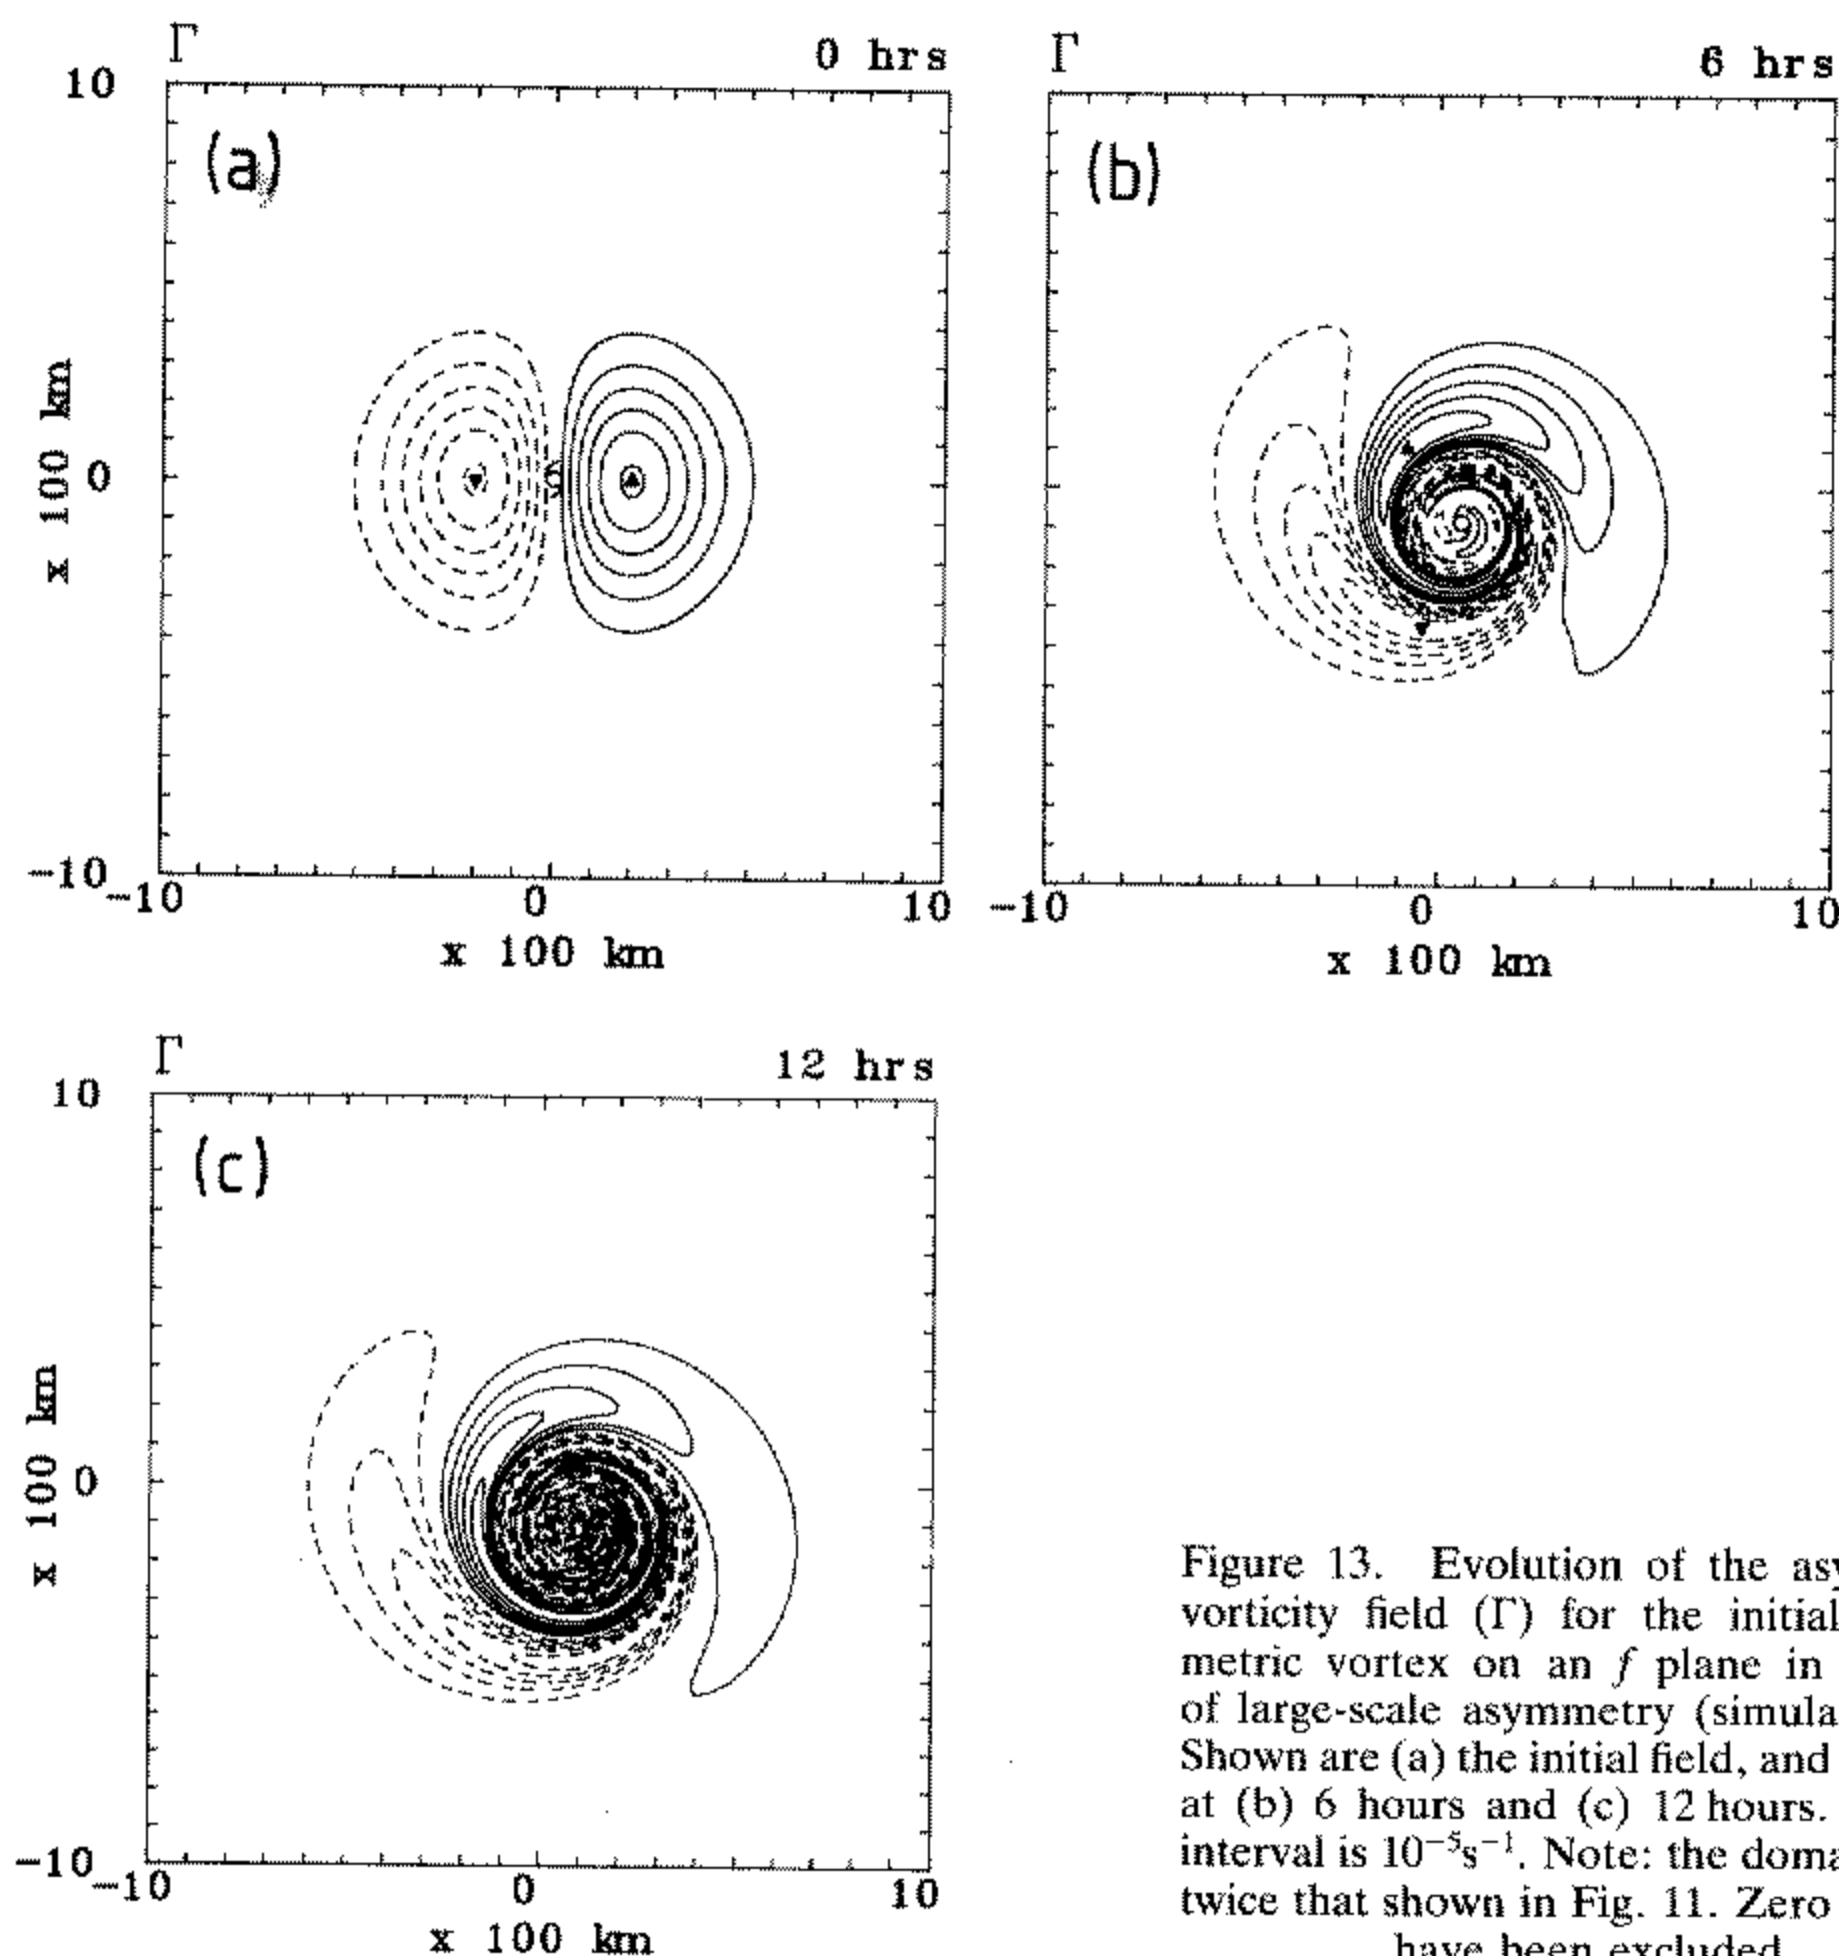 Γ 0 hrs
10
(a)
x 100 km
0
-10
-10 0 10
x 100 km
Γ 6 hrs
(b)
-10 0 10
x 100 km
Γ 12 hrs
10
(c)
x 100 km
0
-10
-10 0 10
x 100 km
Figure 13. Evolution of the
vorticity field (Γ) for the initial
metric vortex on an f plane in
of large-scale asymmetry
Shown are (a) the initial field, and
at (b) 6 hours and (c) 12 hours.
interval is 10⁻⁵s⁻¹. Note: the
twice that shown in Fig. 11. Zero
have been excluded